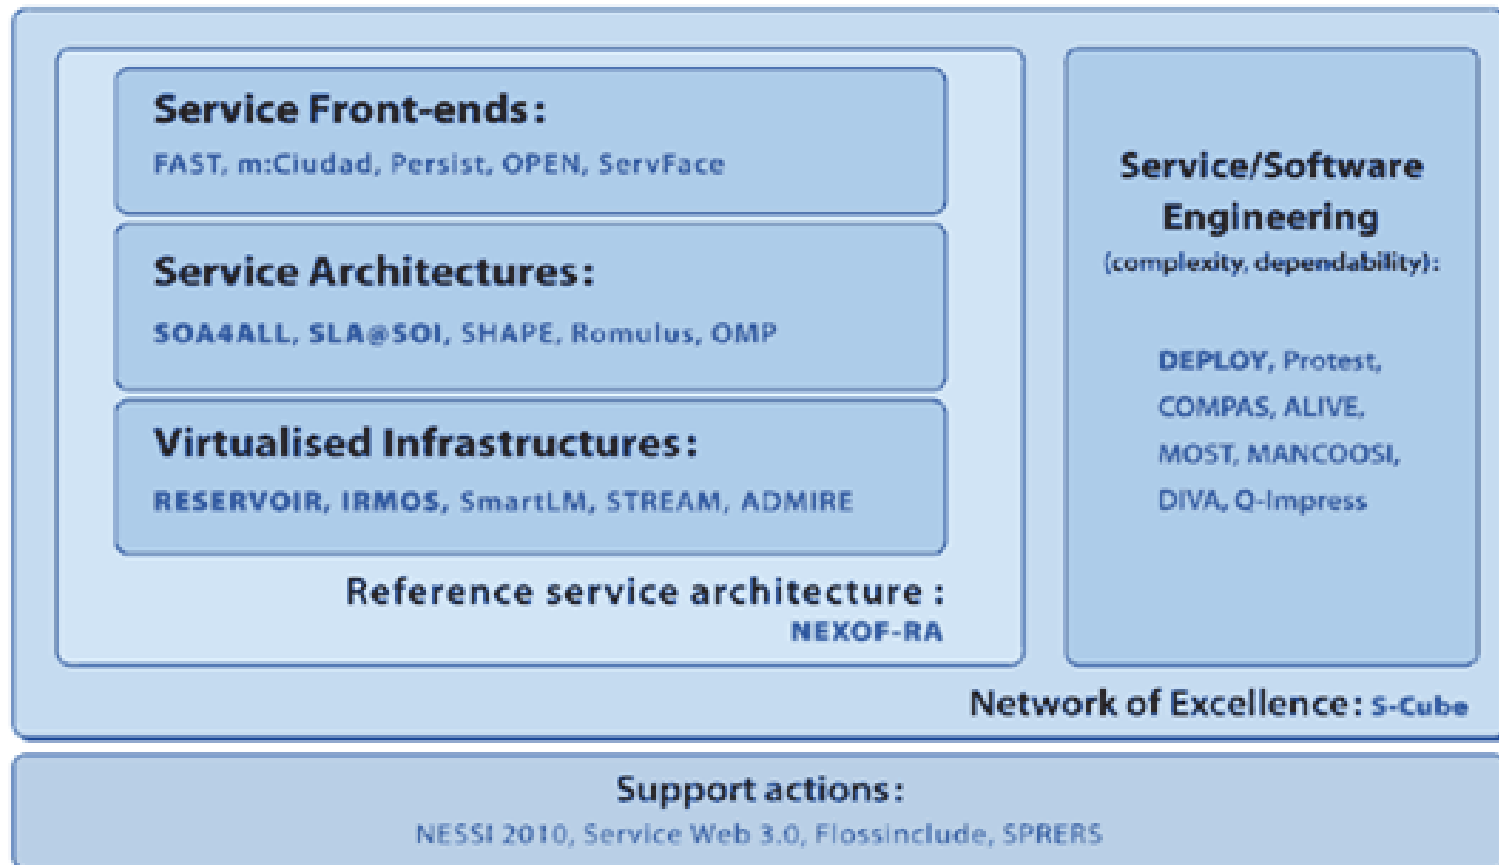 Service Front-ends:
FAST, m:Ciudad, Persist, OPEN, ServFace
Service Architectures:
SOA4ALL, SLA@SOI, SHAPE, Romulus, OMP
Virtualised Infrastructures:
RESERVOIR, IRMOS, SmartLM, STREAM, ADMIRE
Reference service architecture :
NEXOF-RA
Service/Software
Engineering
(complexity, dependability):
DEPLOY, Protest,
COMPAS, ALIVE,
MOST, MANCOOSI,
DIVA, Q-Impress
Network of Excellence: S-Cube
Support actions:
NESSI 2010, Service Web 3.0, Flossinclude, SPRERS